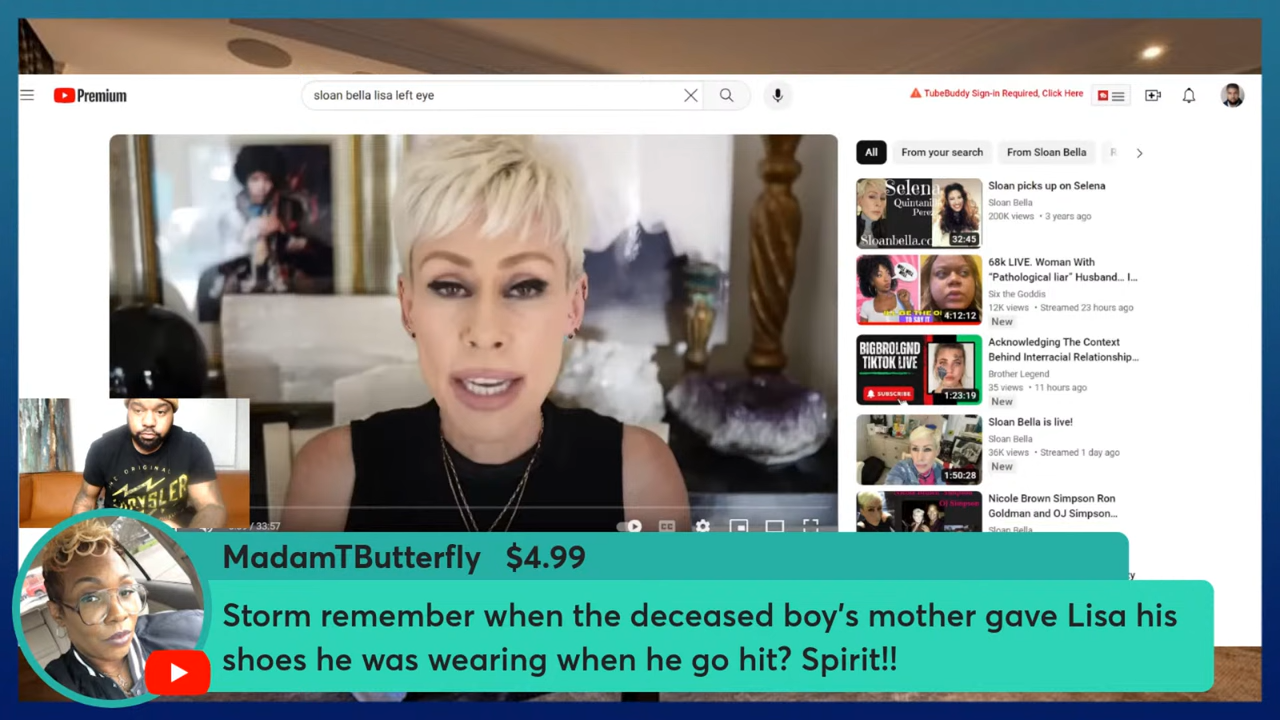 Premium
sloan bella lisa left eye
TubeBuddy Sign-in Required, Click Here
All
From your search
From Sloan Bella
Selena
Quintanil
Perez
Sloanbella.co
32:45
Sloan picks up on Selena
Sloan Bella
200K views • 3 years ago
TO SAY IT
4:12:12
68k LIVE. Woman With
"Pathological liar" Husband... I...
Six the Goddis
12K views • Streamed 23 hours ago
New
BIGBROLGND
TIKTOK LIVE
SUBSCRIBE
1:23:19
Acknowledging The Context
Behind Interracial Relationship...
Brother Legend
35 views • 11 hours ago
New
1:50:28
Sloan Bella is live!
Sloan Bella
36K views • Streamed 1 day ago
New
Nicole Brown Simpson Ron
Goldman and OJ Simpson...
Sloan Bella
/ 33:57
MadamTButterfly $4.99
Storm remember when the deceased boy's mother gave Lisa his
shoes he was wearing when he go hit? Spirit!!